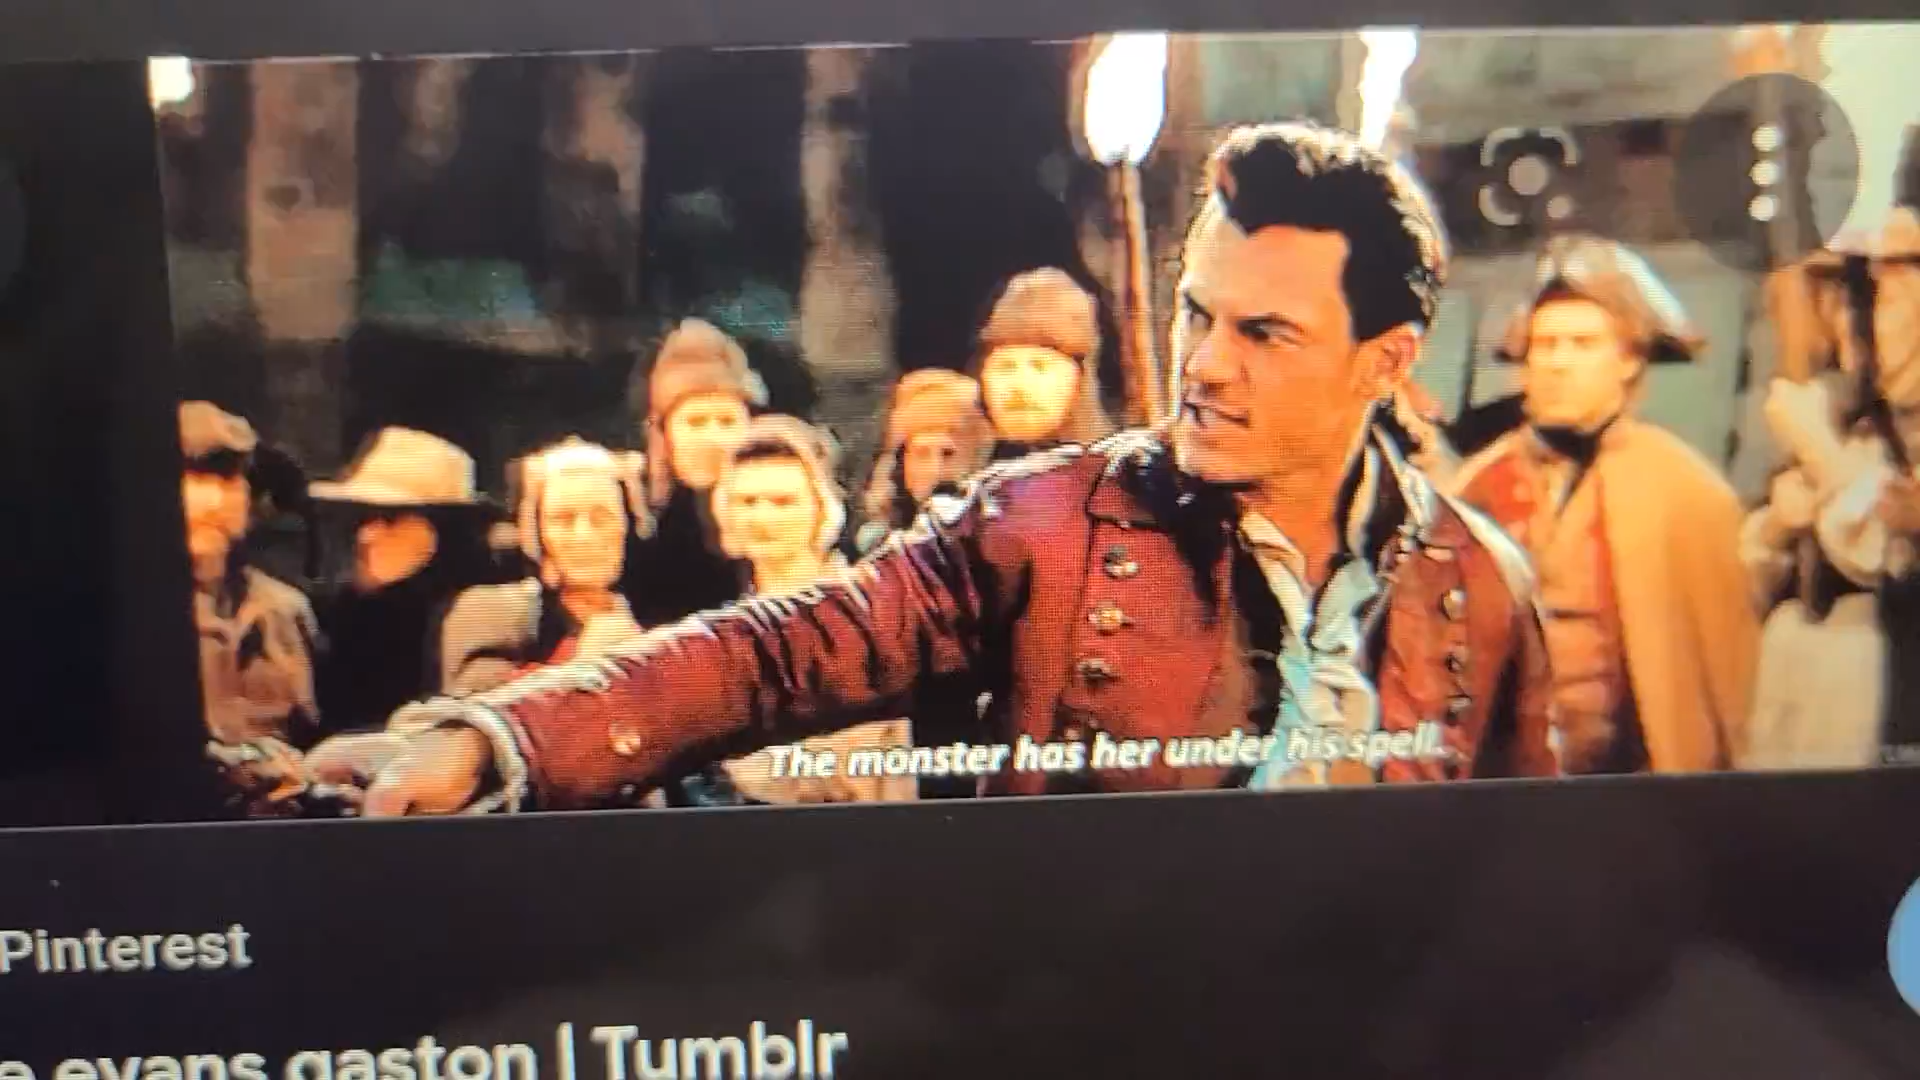 The monster has her under his spell.
Pinterest
e evans gaston | Tumblr